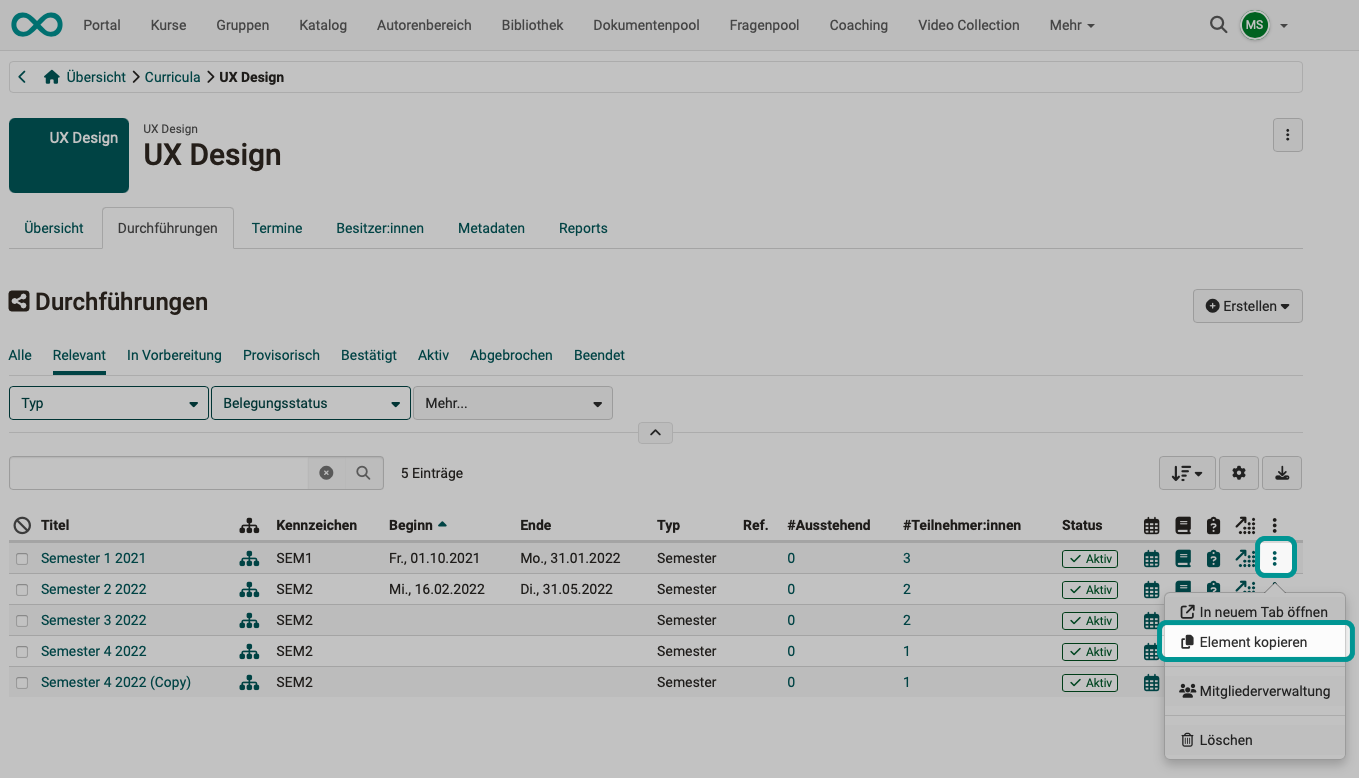 Portal Kurse Gruppen Katalog Autorenbereich Bibliothek Dokumentenpool Fragenpool Coaching Video Collection Mehr MS
Übersicht Curricula UX Design
UX Design
UX Design
UX Design
Übersicht Durchführungen Termine Besitzer:innen Metadaten Reports
Durchführungen
Erstellen
Alle Relevant In Vorbereitung Provisorisch Bestätigt Aktiv Abgebrochen Beendet
Typ Belegungsstatus Mehr...
5 Einträge
Titel Kennzeichen Beginn Ende Typ Ref. #Ausstehend #Teilnehmer:innen Status
Semester 1 2021 SEM1 Fr., 01.10.2021 Mo., 31.01.2022 Semester 0 3 Aktiv
Semester 2 2022 SEM2 Mi., 16.02.2022 Di., 31.05.2022 Semester 0 2 Aktiv
Semester 3 2022 SEM2 Semester 0 2 Aktiv
Semester 4 2022 SEM2 Semester 0 1 Aktiv
Semester 4 2022 (Copy) SEM2 Semester 0 1 Aktiv
In neuem Tab öffnen
Element kopieren
Mitgliederverwaltung
Löschen